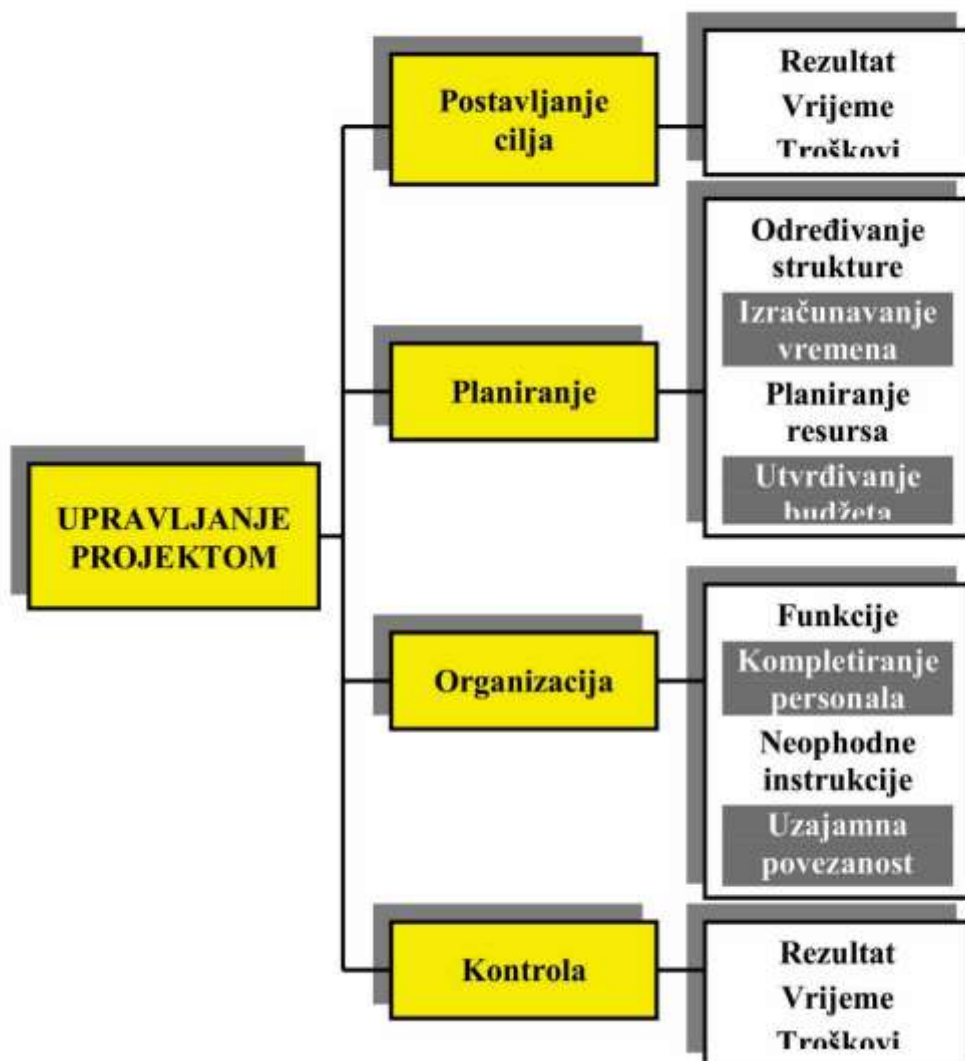 Postavljanje
cilja
Rezultat
Vrijeme
Troškovi
Planiranje
Određivanje
strukture
Izračunavanje
vremena
Planiranje
resursa
Utvrđivanje
budžeta
UPRAVLJANJE
PROJEKTOM
Organizacija
Funkcije
Kompletiranje
personala
Neophodne
instrukcije
Uzajamna
povezanost
Kontrola
Rezultat
Vrijeme
Troškovi